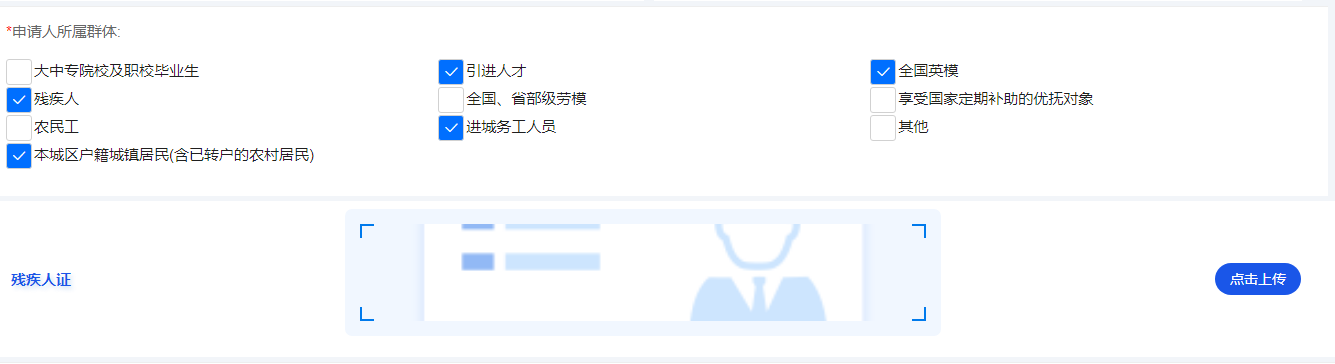 *申请人所属群体:
大中专院校及职校毕业生 引进人才 全国英模
残疾人 全国、省部级劳模 享受国家定期补助的优抚对象
农民工 进城务工人员 其他
本城区户籍城镇居民(含已转户的农村居民)
残疾人证 点击上传